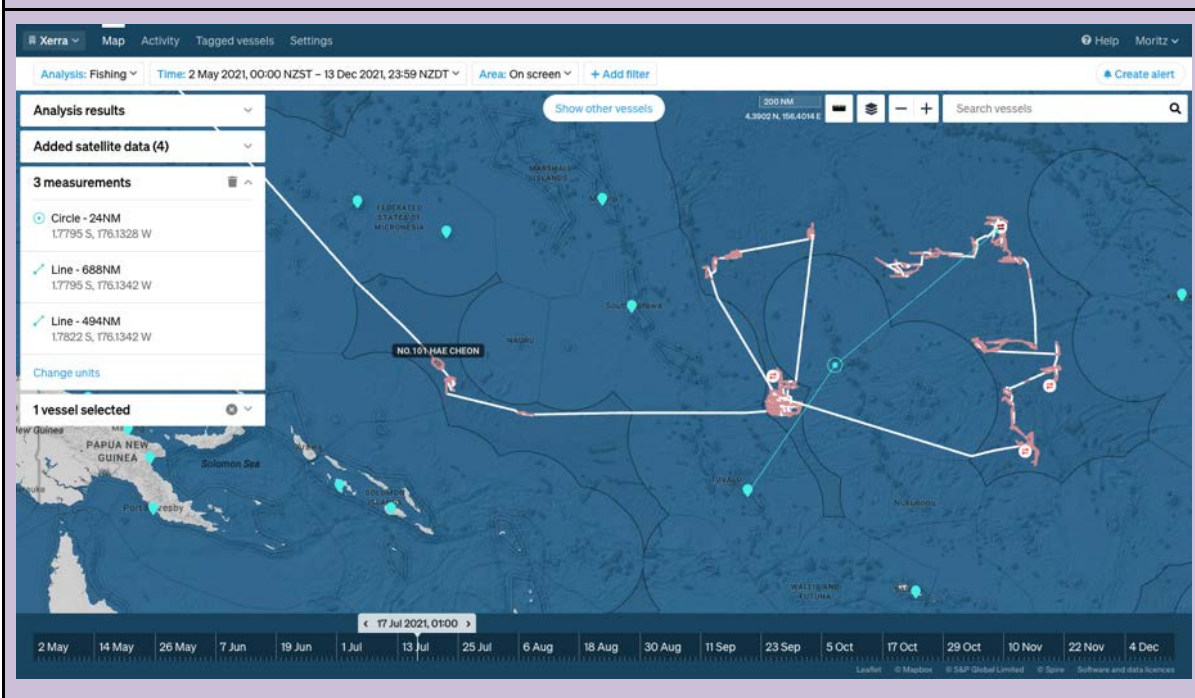 Xerra Map Activity Tagged vessels Settings Help Moritz
Analysis: Fishing Time: 2 May 2021, 00:00 NZST – 13 Dec 2021, 23:59 NZDT Area: On screen + Add filter Create alert
Analysis results
Show other vessels
200 NM
4.3902 N, 156.4014 E
Search vessels
Added satellite data (4)
3 measurements
Circle - 24NM
1.7795 S, 176.1328 W
Line - 688NM
1.7795 S, 176.1342 W
Line - 494NM
1.7822 S, 176.1342 W
Change units
1 vessel selected
MARSHALL
ISLANDS
FEDERATED
STATES OF
MICRONESIA
NAURU
NO.101 HAE CHEON
New Guinea
PAPUA NEW
GUINEA
Solomon Sea
SOLOMON
TUVALU
WALLIS AND
FUTUNA
17 Jul 2021, 01:00
2 May 14 May 26 May 7 Jun 19 Jun 1 Jul 13 Jul 25 Jul 6 Aug 18 Aug 30 Aug 11 Sep 23 Sep 5 Oct 17 Oct 29 Oct 10 Nov 22 Nov 4 Dec
Leaflet © Mapbox © S&P Global Limited © Spire Software and data licences